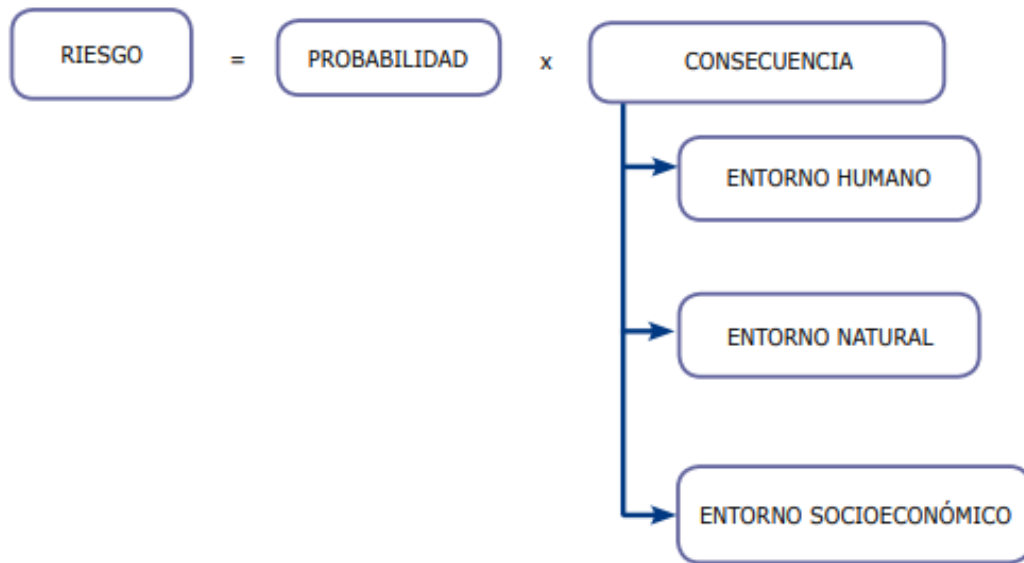 RIESGO = PROBABILIDAD x CONSECUENCIA
ENTORNO HUMANO
ENTORNO NATURAL
ENTORNO SOCIOECONÓMICO